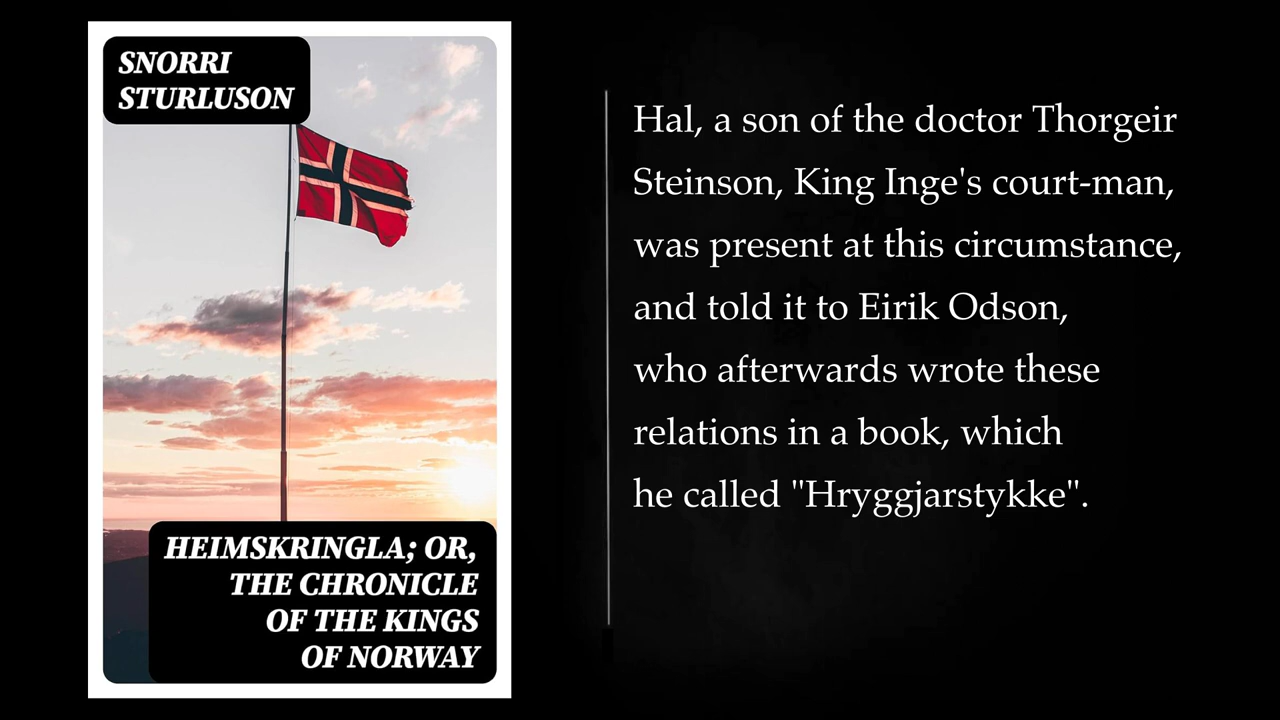 SNORRI
STURLUSON
HEIMSKRINGLA; OR,
THE CHRONICLE
OF THE KINGS
OF NORWAY
Hal, a son of the doctor Thorgeir
Steinson, King Inge's court-man,
was present at this circumstance,
and told it to Eirik Odson,
who afterwards wrote these
relations in a book, which
he called "Hryggjarstykke".